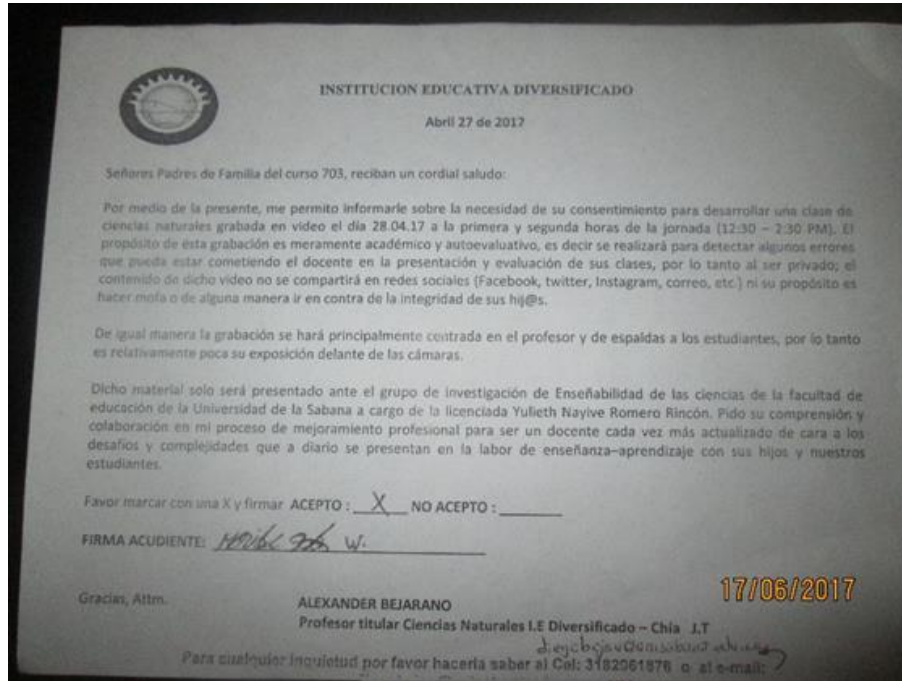 INSTITUCION EDUCATIVA DIVERSIFICADO
Abril 27 de 2017
Señores Padres de Familia del curso 703, reciban un cordial saludo:
Por medio de la presente, me permito informarle sobre la necesidad de su consentimiento para desarrollar una clase de
ciencias naturales grabada en video el día 28.04.17 a la primera y segunda horas de la jornada (12:30 – 2:30 PM). El
propósito de esta grabación es meramente académico y autoevaluativo, es decir se realizará para detectar algunos errores
que pueda estar cometiendo el docente en la presentación y evaluación de sus clases, por lo tanto al ser privado; el
contenido de dicho video no se compartirá en redes sociales (Facebook, twitter, Instagram, correo, etc.) ni su propósito es
hacer mofa o de alguna manera ir en contra de la integridad de sus hij@s.
De igual manera la grabación se hará principalmente centrada en el profesor y de espaldas a los estudiantes, por lo tanto
es relativamente poca su exposición delante de las cámaras.
Dicho material solo será presentado ante el grupo de investigación de Enseñabilidad de las ciencias de la facultad de
educación de la Universidad de la Sabana a cargo de la licenciada Yulieth Nayive Romero Rincón. Pido su comprensión y
colaboración en mi proceso de mejoramiento profesional para ser un docente cada vez más actualizado de cara a los
desafíos y complejidades que a diario se presentan en la labor de enseñanza–aprendizaje con sus hijos y nuestros
estudiantes.
Favor marcar con una X y firmar ACEPTO : X NO ACEPTO :
FIRMA ACUDIENTE: W.
17/06/2017
Gracias, Attm.
ALEXANDER BEJARANO
Profesor titular Ciencias Naturales I.E Diversificado – Chia J.T
Para cualquier inquietud por favor hacerla saber al Cel: 3182061876 o al e-mail: